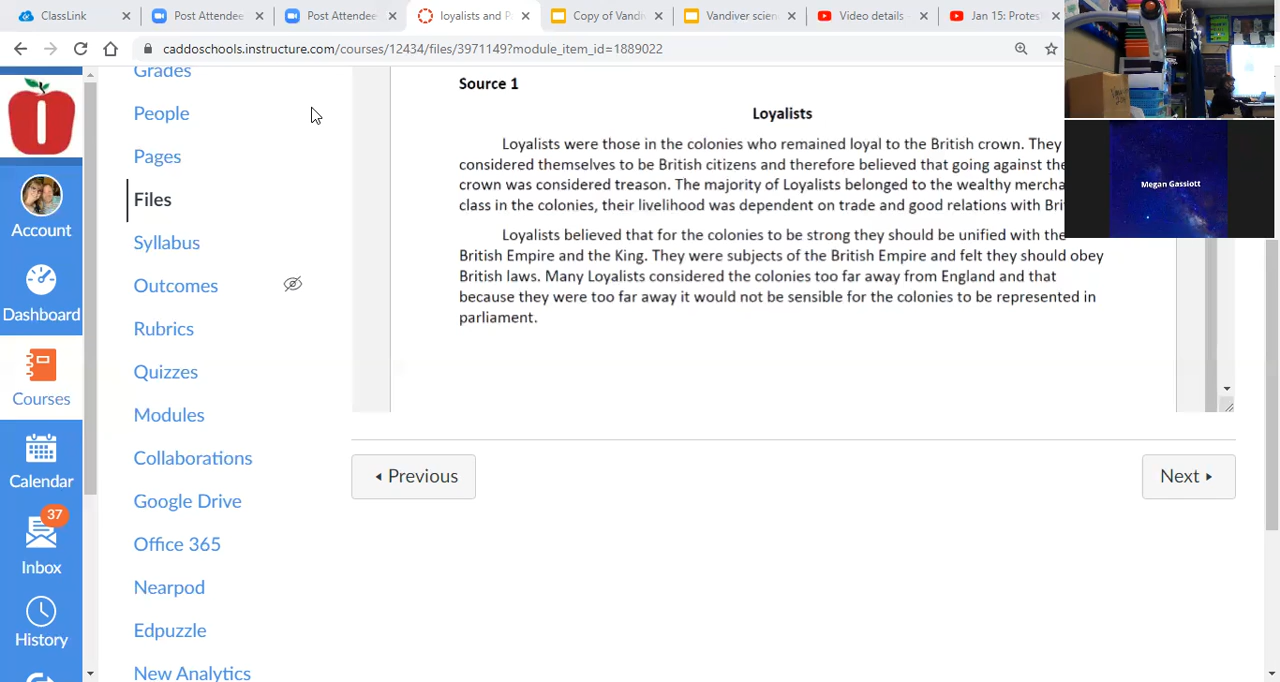 ClassLink
Post Attendee
Post Attendee
loyalists and P
Copy of Vandi
Vandiver scien
Video details
Jan 15: Protes
caddoschools.instructure.com/courses/12434/files/3971149?module_item_id=1889022
Grades
People
Pages
Files
Syllabus
Outcomes
Rubrics
Quizzes
Modules
Collaborations
Google Drive
Office 365
Nearpod
Edpuzzle
New Analytics
Account
Dashboard
Courses
Calendar
37
Inbox
History
Source 1
Loyalists
Loyalists were those in the colonies who remained loyal to the British crown. They
considered themselves to be British citizens and therefore believed that going against the
crown was considered treason. The majority of Loyalists belonged to the wealthy mercha
class in the colonies, their livelihood was dependent on trade and good relations with Bri
Loyalists believed that for the colonies to be strong they should be unified with the
British Empire and the King. They were subjects of the British Empire and felt they should obey
British laws. Many Loyalists considered the colonies too far away from England and that
because they were too far away it would not be sensible for the colonies to be represented in
parliament.
Previous
Next
Megan Gassiott